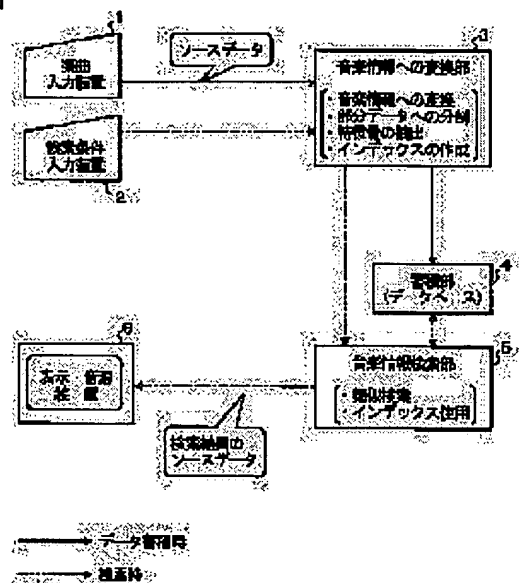 1
楽曲
入力装置
ソースデータ
3
音楽情報への変換部
・音楽情報への変換
・部分データへの分割
・特徴量の抽出
・インデックスの作成
検索条件
入力装置
2
4
蓄積部
(データベース)
5
音楽情報検索部
・類似検索
・インデックス使用
6
表示・蓄積
装置
検索結果の
ソースデータ
データ蓄積時
検索時